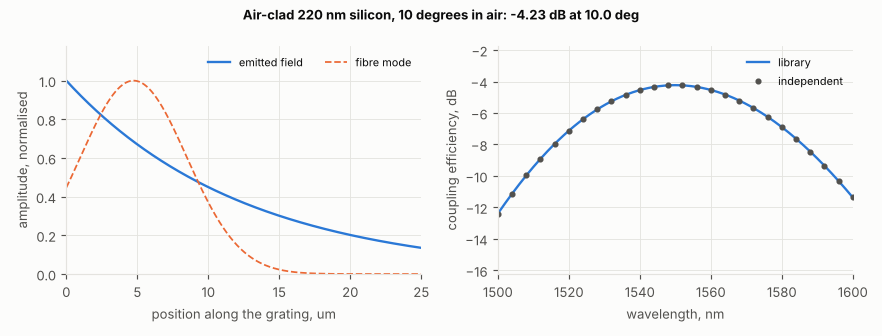 Air-clad 220 nm silicon, 10 degrees in air: -4.23 dB at 10.0 deg
emitted field
fibre mode
amplitude, normalised
1.0
0.8
0.6
0.4
0.2
0.0
0
5
10
15
20
25
position along the grating, um
library
independent
coupling efficiency, dB
−2
−4
−6
−8
−10
−12
−14
−16
1500
1520
1540
1560
1580
1600
wavelength, nm